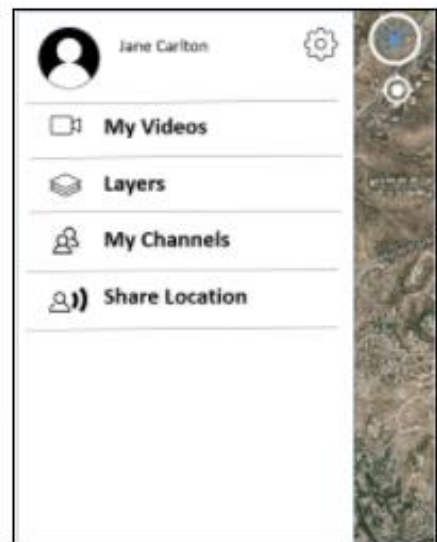 Jane Carlton
My Videos
Layers
My Channels
Share Location